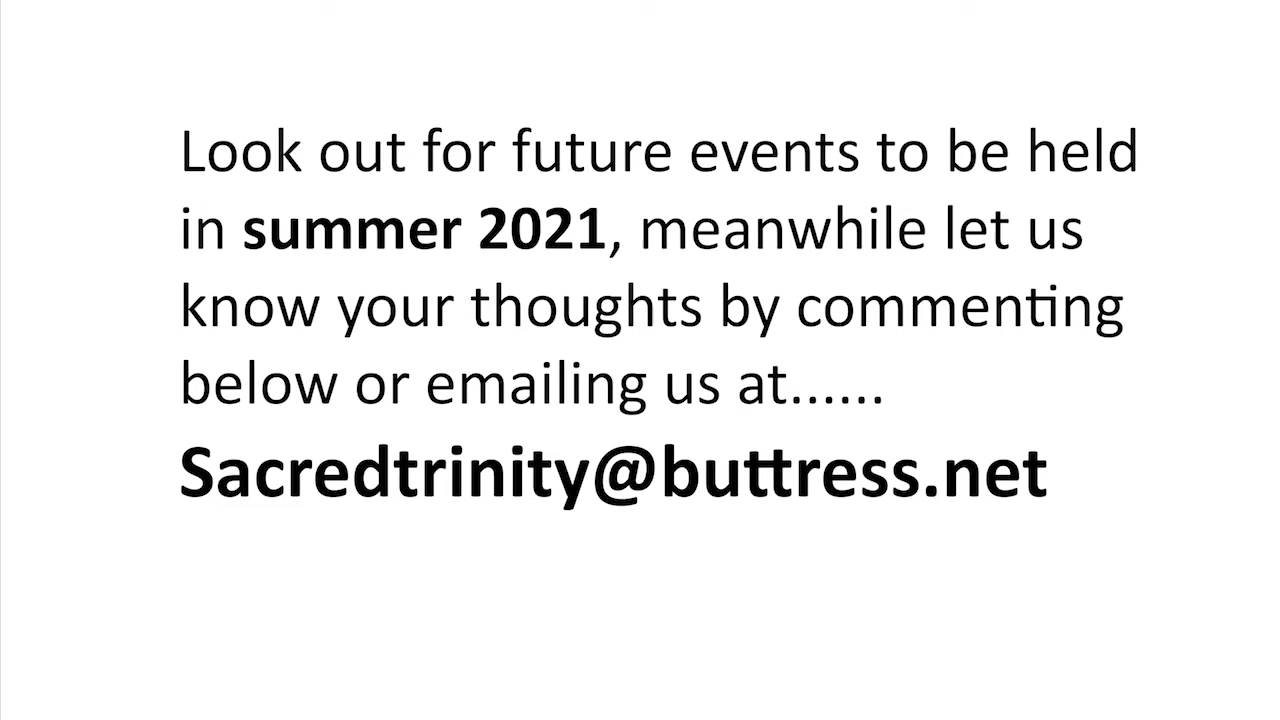 Look out for future events to be held
in summer 2021, meanwhile let us
know your thoughts by commenting
below or emailing us at......
Sacredtrinity@buttress.net